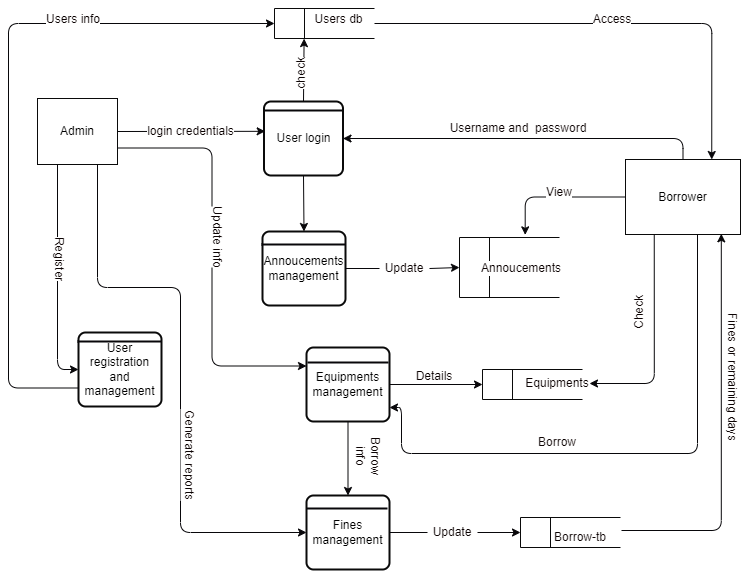 Users info
Users db
Access
check
Admin
login credentials
User login
Username and password
Borrower
View
Update info
Register
Annoucements
management
Update
Annoucements
Check
Fines or remaining days
User
registration
and
management
Equipments
management
Details
Equipments
Generate reports
Borrow
info
Borrow
Fines
management
Update
Borrow-tb